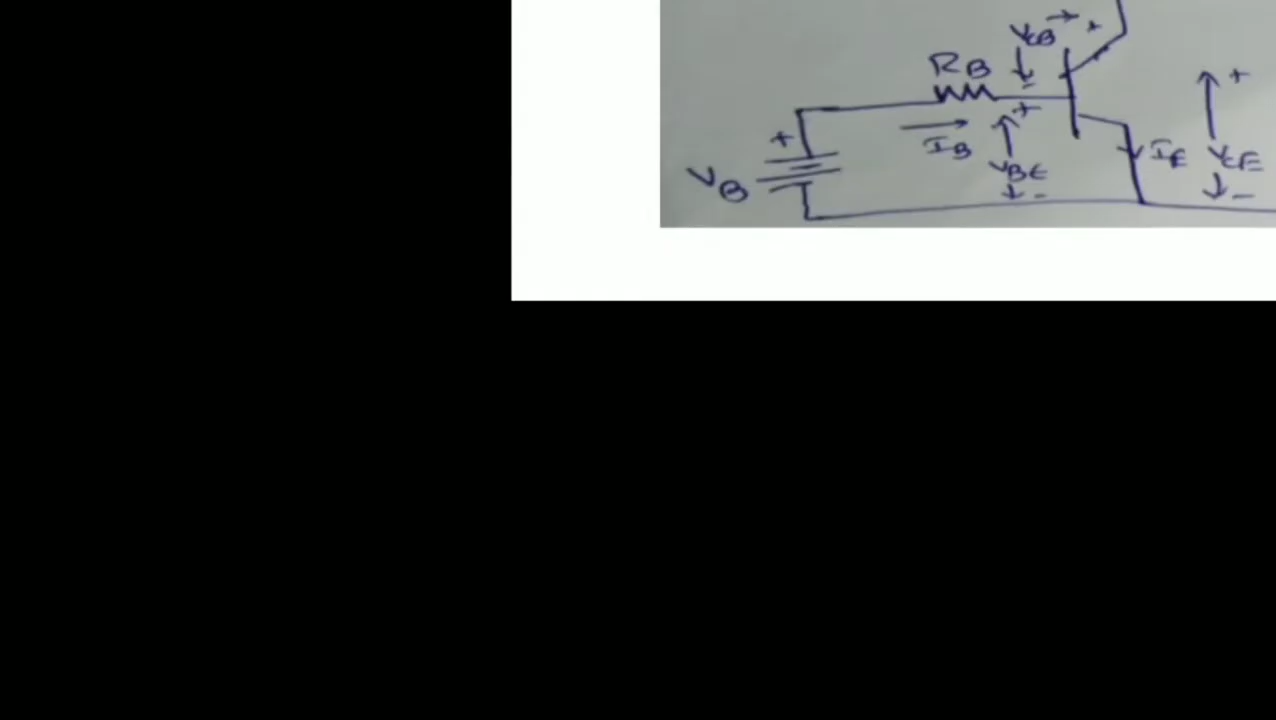 VCB +
-
RB
+
+
+
IB
IE
VCE
VBE
VB
-
-